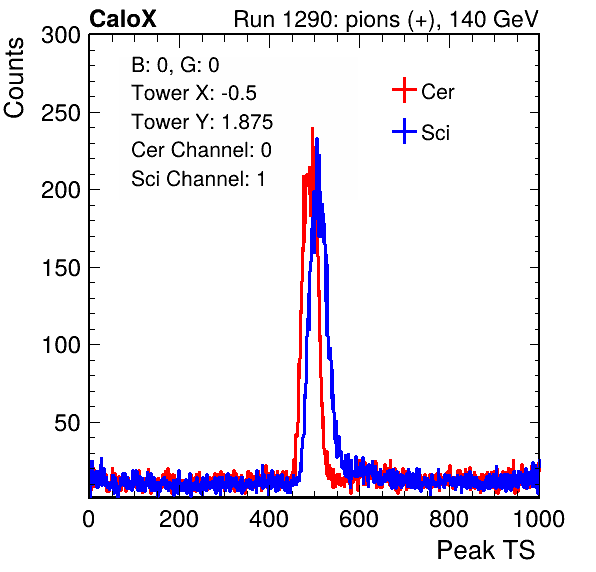 CaloX Run 1290: pions (+), 140 GeV
300
250
200
150
100
50
Counts
B: 0, G: 0
Tower X: -0.5
Tower Y: 1.875
Cer Channel: 0
Sci Channel: 1
Cer
Sci
0 200 400 600 800 1000
Peak TS